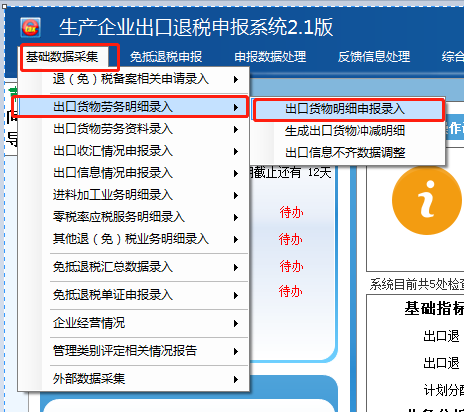 生产企业出口退税申报系统2.1版
基础数据采集 免抵退税申报 申报数据处理 反馈信息处理 综合
退（免）税备案相关申请录入
出口货物劳务明细录入
出口货物明细申报录入
出口货物劳务资料录入
生成出口货物冲减明细
出口收汇情况申报录入
出口信息不齐数据调整
出口信息情况申报录入
截止还有 12天
进料加工业务明细录入
零税率应税服务明细录入
待办
其他退（免）税业务明细录入
待办
免抵退税汇总数据录入
待办
系统目前共5处检查
免抵退税单证申报录入
待办
基础指标
企业经营情况
出口退
管理类别评定相关情况报告
出口退
外部数据采集
计划分配